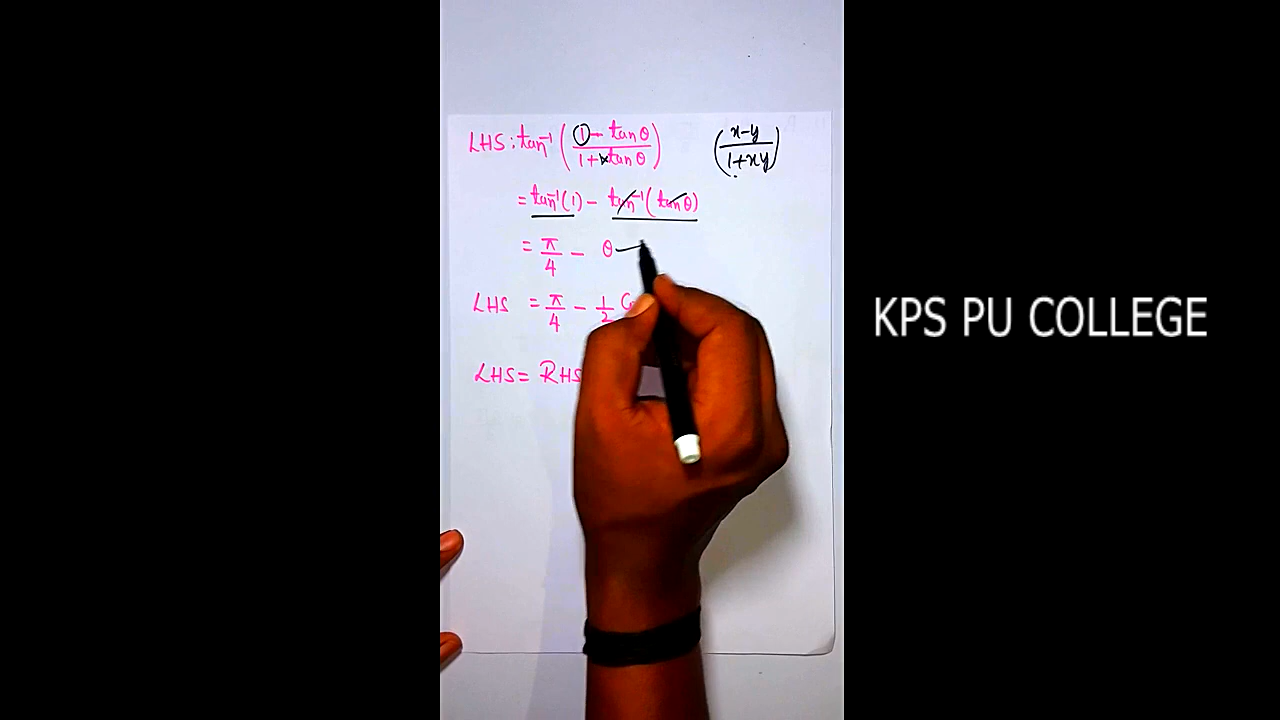 LHS : tan⁻¹ ( (1 - tanθ) / (1 + × tanθ) ) ( (x-y) / (1+xy) )
= tan⁻¹(1) - tan⁻¹(tanθ)
= π/4 - θ
LHS = π/4 - 1/2
LHS = RHS
KPS PU COLLEGE